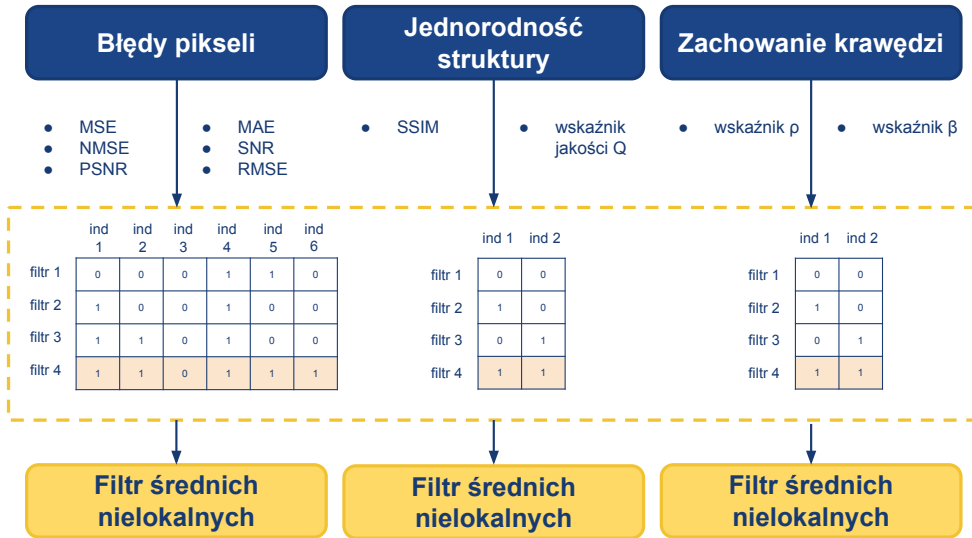 Błędy pikseli
Jednorodność
struktury
Zachowanie krawędzi
● MSE
● NMSE
● PSNR
● MAE
● SNR
● RMSE
● SSIM
● wskaźnik
jakości Q
● wskaźnik ρ
● wskaźnik β
ind 1 ind 2 ind 3 ind 4 ind 5 ind 6
filtr 1 0 0 0 1 1 0
filtr 2 1 0 0 1 0 0
filtr 3 1 1 0 1 0 0
filtr 4 1 1 0 1 1 1
ind 1 ind 2
filtr 1 0 0
filtr 2 1 0
filtr 3 0 1
filtr 4 1 1
ind 1 ind 2
filtr 1 0 0
filtr 2 1 0
filtr 3 0 1
filtr 4 1 1
Filtr średnich
nielokalnych
Filtr średnich
nielokalnych
Filtr średnich
nielokalnych